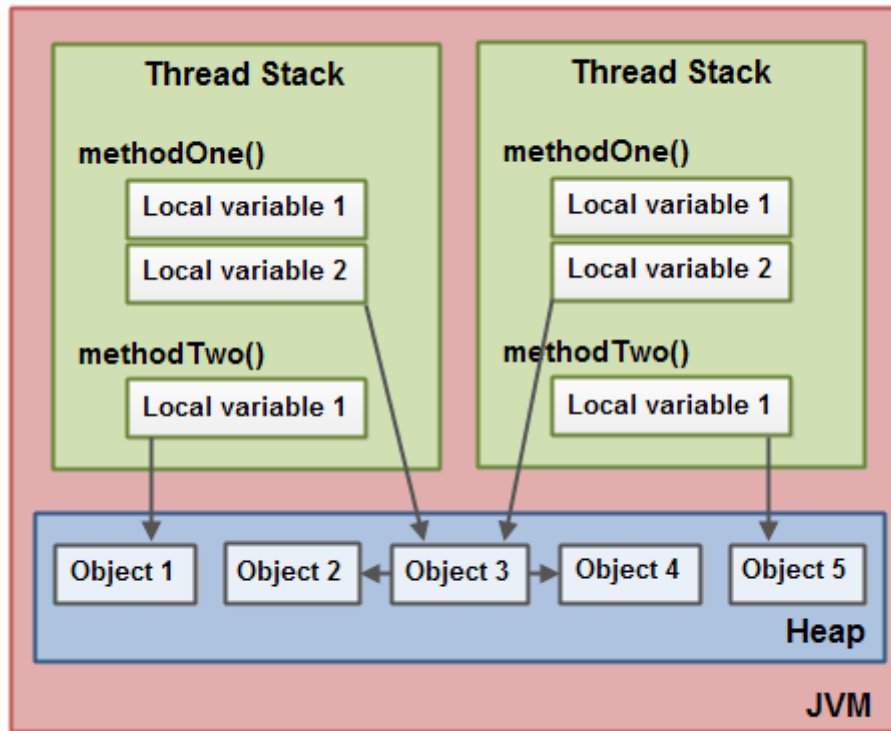 Thread Stack
methodOne()
Local variable 1
Local variable 2
methodTwo()
Local variable 1
Thread Stack
methodOne()
Local variable 1
Local variable 2
methodTwo()
Local variable 1
Object 1
Object 2
Object 3
Object 4
Object 5
Heap
JVM